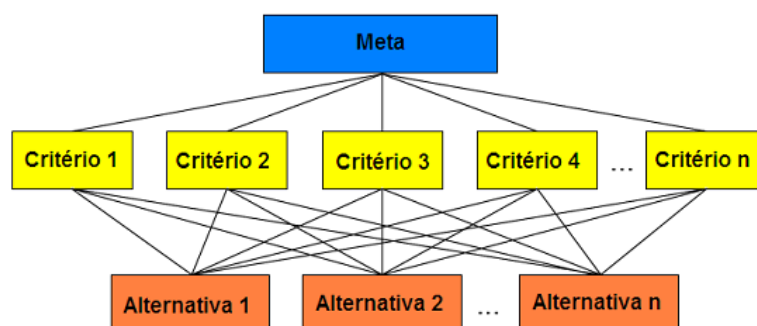 Meta
Critério 1 Critério 2 Critério 3 Critério 4 ... Critério n
Alternativa 1 Alternativa 2 ... Alternativa n